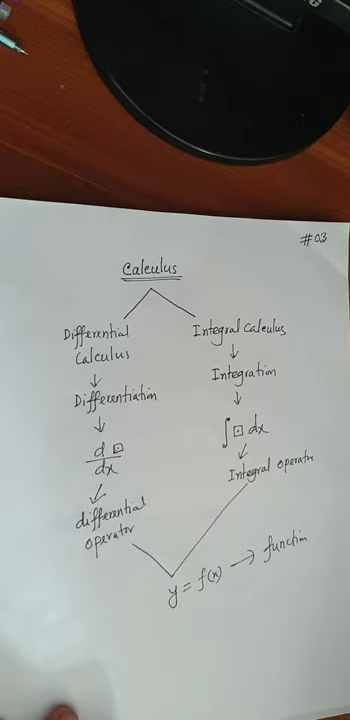 #03
Calculus
Differential
Calculus
Differentiation
d ⊡
dx
differential
operator
Integral Calculus
Integration
∫ ⊡ dx
Integral operator
y = f(x) → function